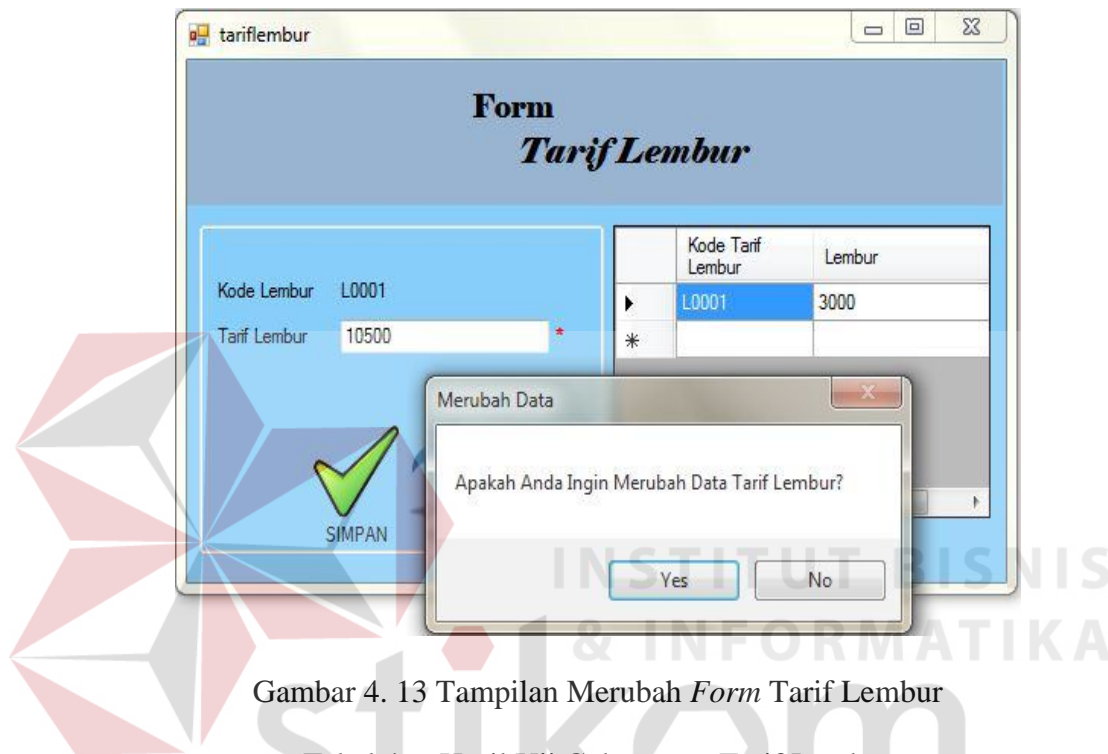 tariflembur
Form
Tarif Lembur
Kode Lembur L0001
Tarif Lembur 10500 *
Kode Tarif
Lembur
Lembur
L0001 3000
Merubah Data
Apakah Anda Ingin Merubah Data Tarif Lembur?
SIMPAN
Yes No
INSTITUT BISNIS
& INFORMATIKA
stikom
Gambar 4. 13 Tampilan Merubah Form Tarif Lembur